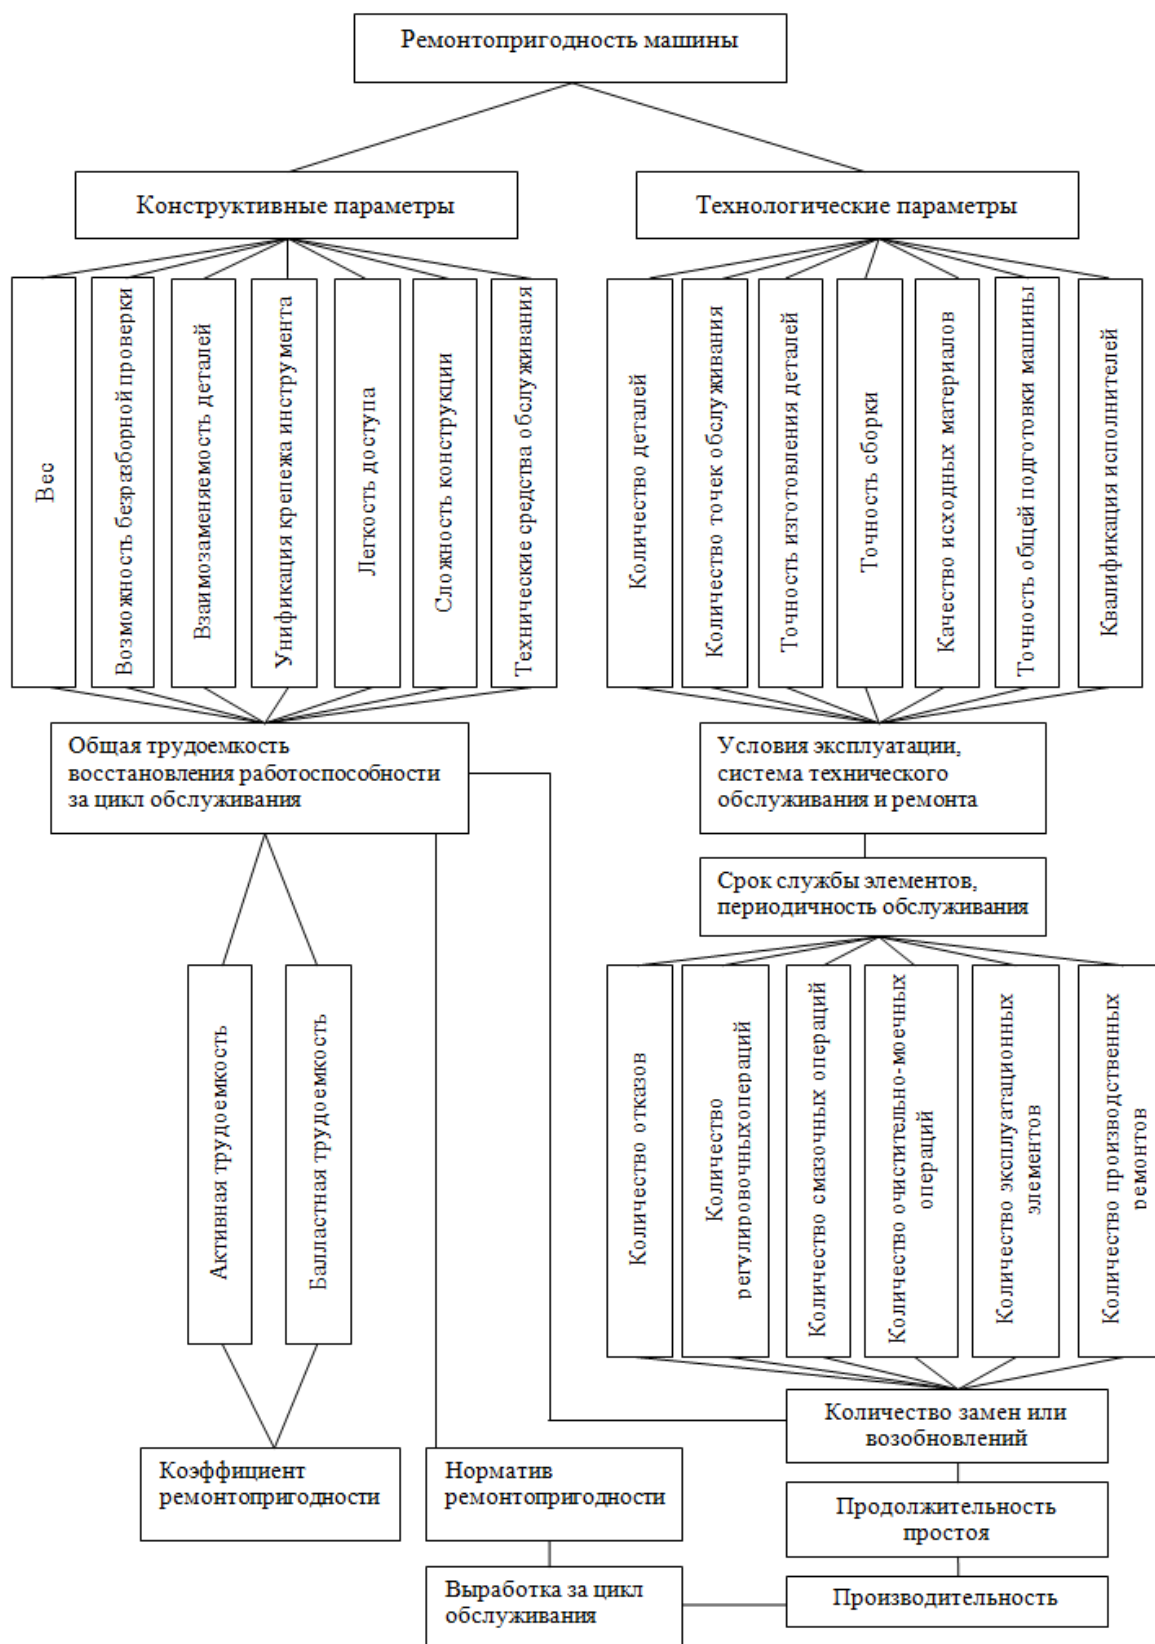 Ремонтопригодность машины
Конструктивные параметры
Технологические параметры
Вес
Возможность безразборной проверки
Взаимозаменяемость деталей
Унификация крепежа инструмента
Легкость доступа
Сложность конструкции
Технические средства обслуживания
Количество деталей
Количество точек обслуживания
Точность изготовления деталей
Точность сборки
Качество исходных материалов
Точность общей подготовки машины
Квалификация исполнителей
Общая трудоемкость
восстановления работоспособности
за цикл обслуживания
Условия эксплуатации,
система технического
обслуживания и ремонта
Срок службы элементов,
периодичность обслуживания
Активная трудоемкость
Балластная трудоемкость
Количество отказов
Количество
регулировочныхопераций
Количество смазочных операций
Количество очистительно-моечных
операций
Количество эксплуатационных
элементов
Количество производственных
ремонтов
Количество замен или
возобновлений
Коэффициент
ремонтопригодности
Норматив
ремонтопригодности
Продолжительность
простоя
Выработка за цикл
обслуживания
Производительность